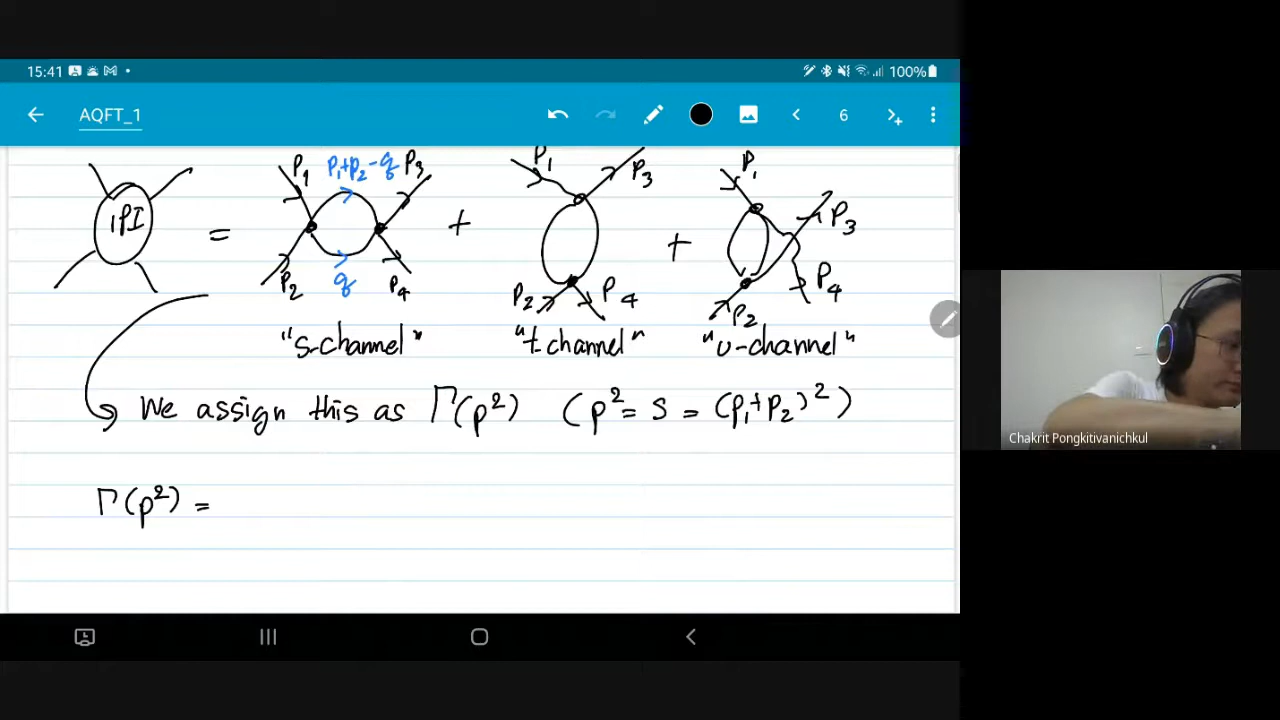 15:41 100%
AQFT_1 6
1PI = P₁ P₁+P₂-q P₃ P₂ q P₄ + P₁ P₃ P₂ P₄ + P₁ P₃ P₄ P₂
"s-channel" "t-channel" "u-channel"
We assign this as Γ(p²) (p² = s = (p₁+p₂)²)
Γ(p²) =
Chakrit Pongkitivanichkul